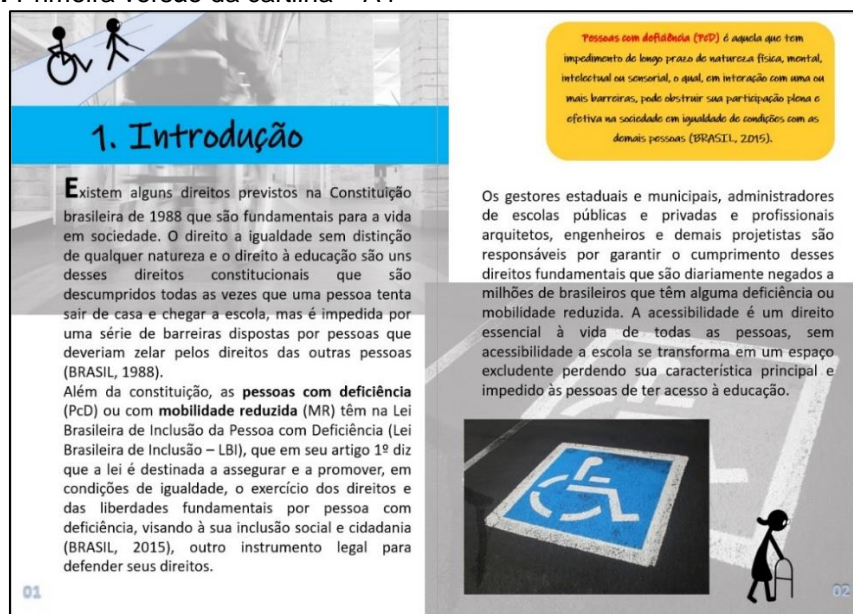 Primeira versão da cartilha – A4
1. Introdução
Existem alguns direitos previstos na Constituição
brasileira de 1988 que são fundamentais para a vida
em sociedade. O direito a igualdade sem distinção
de qualquer natureza e o direito à educação são uns
desses direitos constitucionais que são
descumpridos todas as vezes que uma pessoa tenta
sair de casa e chegar a escola, mas é impedida por
uma série de barreiras dispostas por pessoas que
deveriam zelar pelos direitos das outras pessoas
(BRASIL, 1988).
Além da constituição, as pessoas com deficiência
(PcD) ou com mobilidade reduzida (MR) têm na Lei
Brasileira de Inclusão da Pessoa com Deficiência (Lei
Brasileira de Inclusão – LBI), que em seu artigo 1º diz
que a lei é destinada a assegurar e a promover, em
condições de igualdade, o exercício dos direitos e
das liberdades fundamentais por pessoa com
deficiência, visando à sua inclusão social e cidadania
(BRASIL, 2015), outro instrumento legal para
defender seus direitos.
01
Pessoas com defidência (PcD) é aquela que tem
impedimento de longo prazo de natureza física, mental,
intelectual ou sensorial, o qual, em interação com uma ou
mais barreiras, pode obstruir sua participação plena e
efetiva na sociedade em igualdade de condições com as
demais pessoas (BRASIL, 2015).
Os gestores estaduais e municipais, administradores
de escolas públicas e privadas e profissionais
arquitetos, engenheiros e demais projetistas são
responsáveis por garantir o cumprimento desses
direitos fundamentais que são diariamente negados a
milhões de brasileiros que têm alguma deficiência ou
mobilidade reduzida. A acessibilidade é um direito
essencial à vida de todas as pessoas, sem
acessibilidade a escola se transforma em um espaço
excludente perdendo sua característica principal e
impedido às pessoas de ter acesso à educação.
02